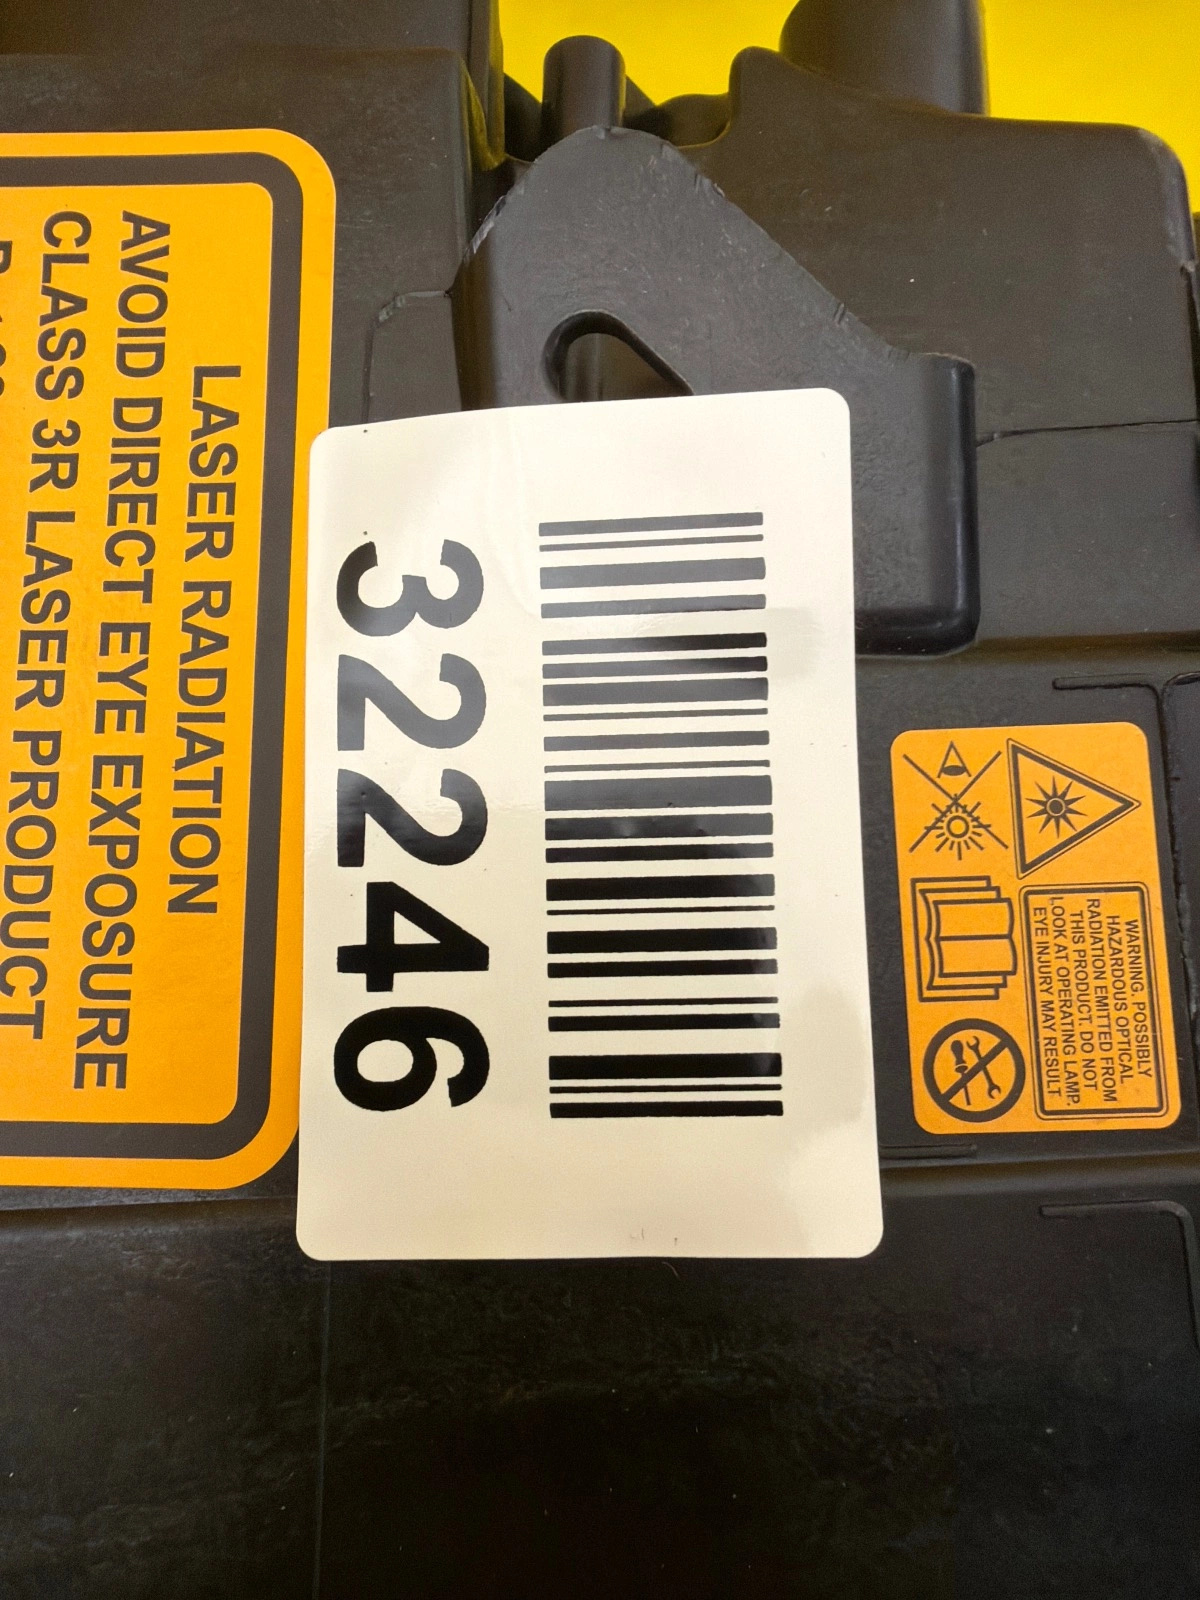 LASER RADIATION
AVOID DIRECT EYE EXPOSURE
CLASS 3R LASER PRODUCT
32246
WARNING. POSSIBLY
HAZARDOUS OPTICAL
RADIATION EMITTED FROM
THIS PRODUCT. DO NOT
LOOK AT OPERATING LAMP.
EYE INJURY MAY RESULT